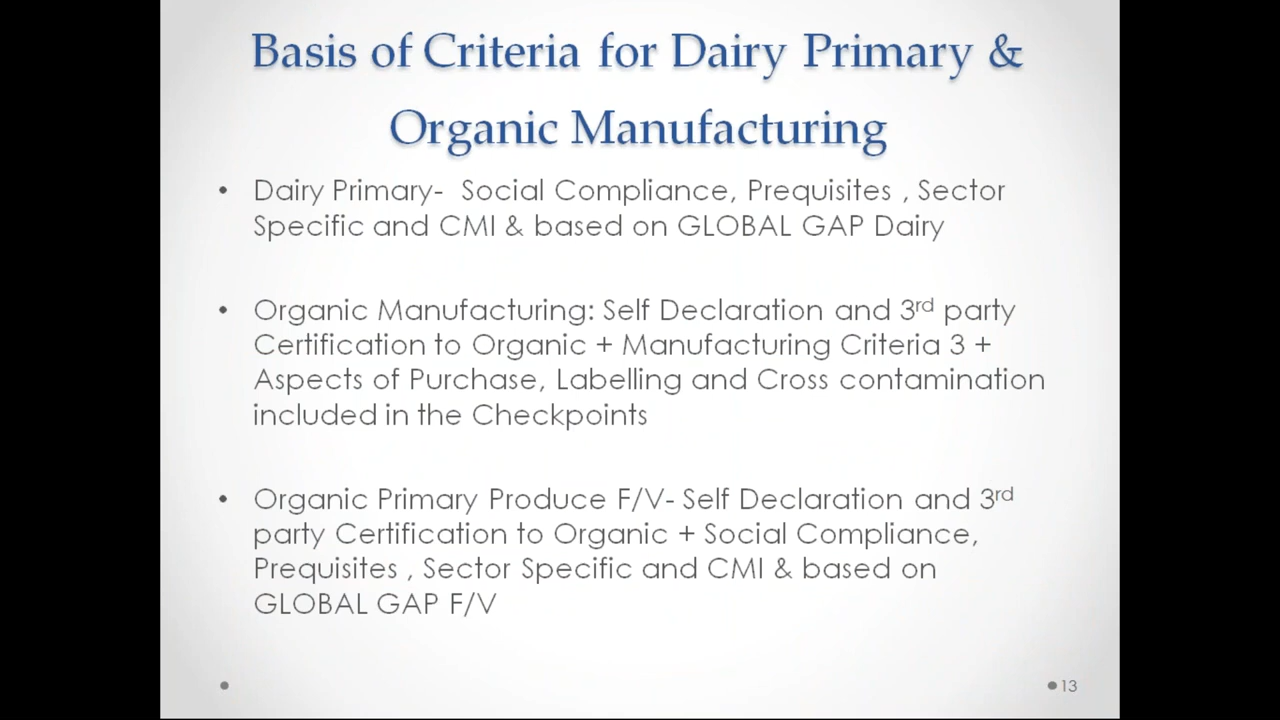 Basis of Criteria for Dairy Primary &
Organic Manufacturing
• Dairy Primary- Social Compliance, Prequisites , Sector
Specific and CMI & based on GLOBAL GAP Dairy
• Organic Manufacturing: Self Declaration and 3rd party
Certification to Organic + Manufacturing Criteria 3 +
Aspects of Purchase, Labelling and Cross contamination
included in the Checkpoints
• Organic Primary Produce F/V- Self Declaration and 3rd
party Certification to Organic + Social Compliance,
Prequisites , Sector Specific and CMI & based on
GLOBAL GAP F/V
13